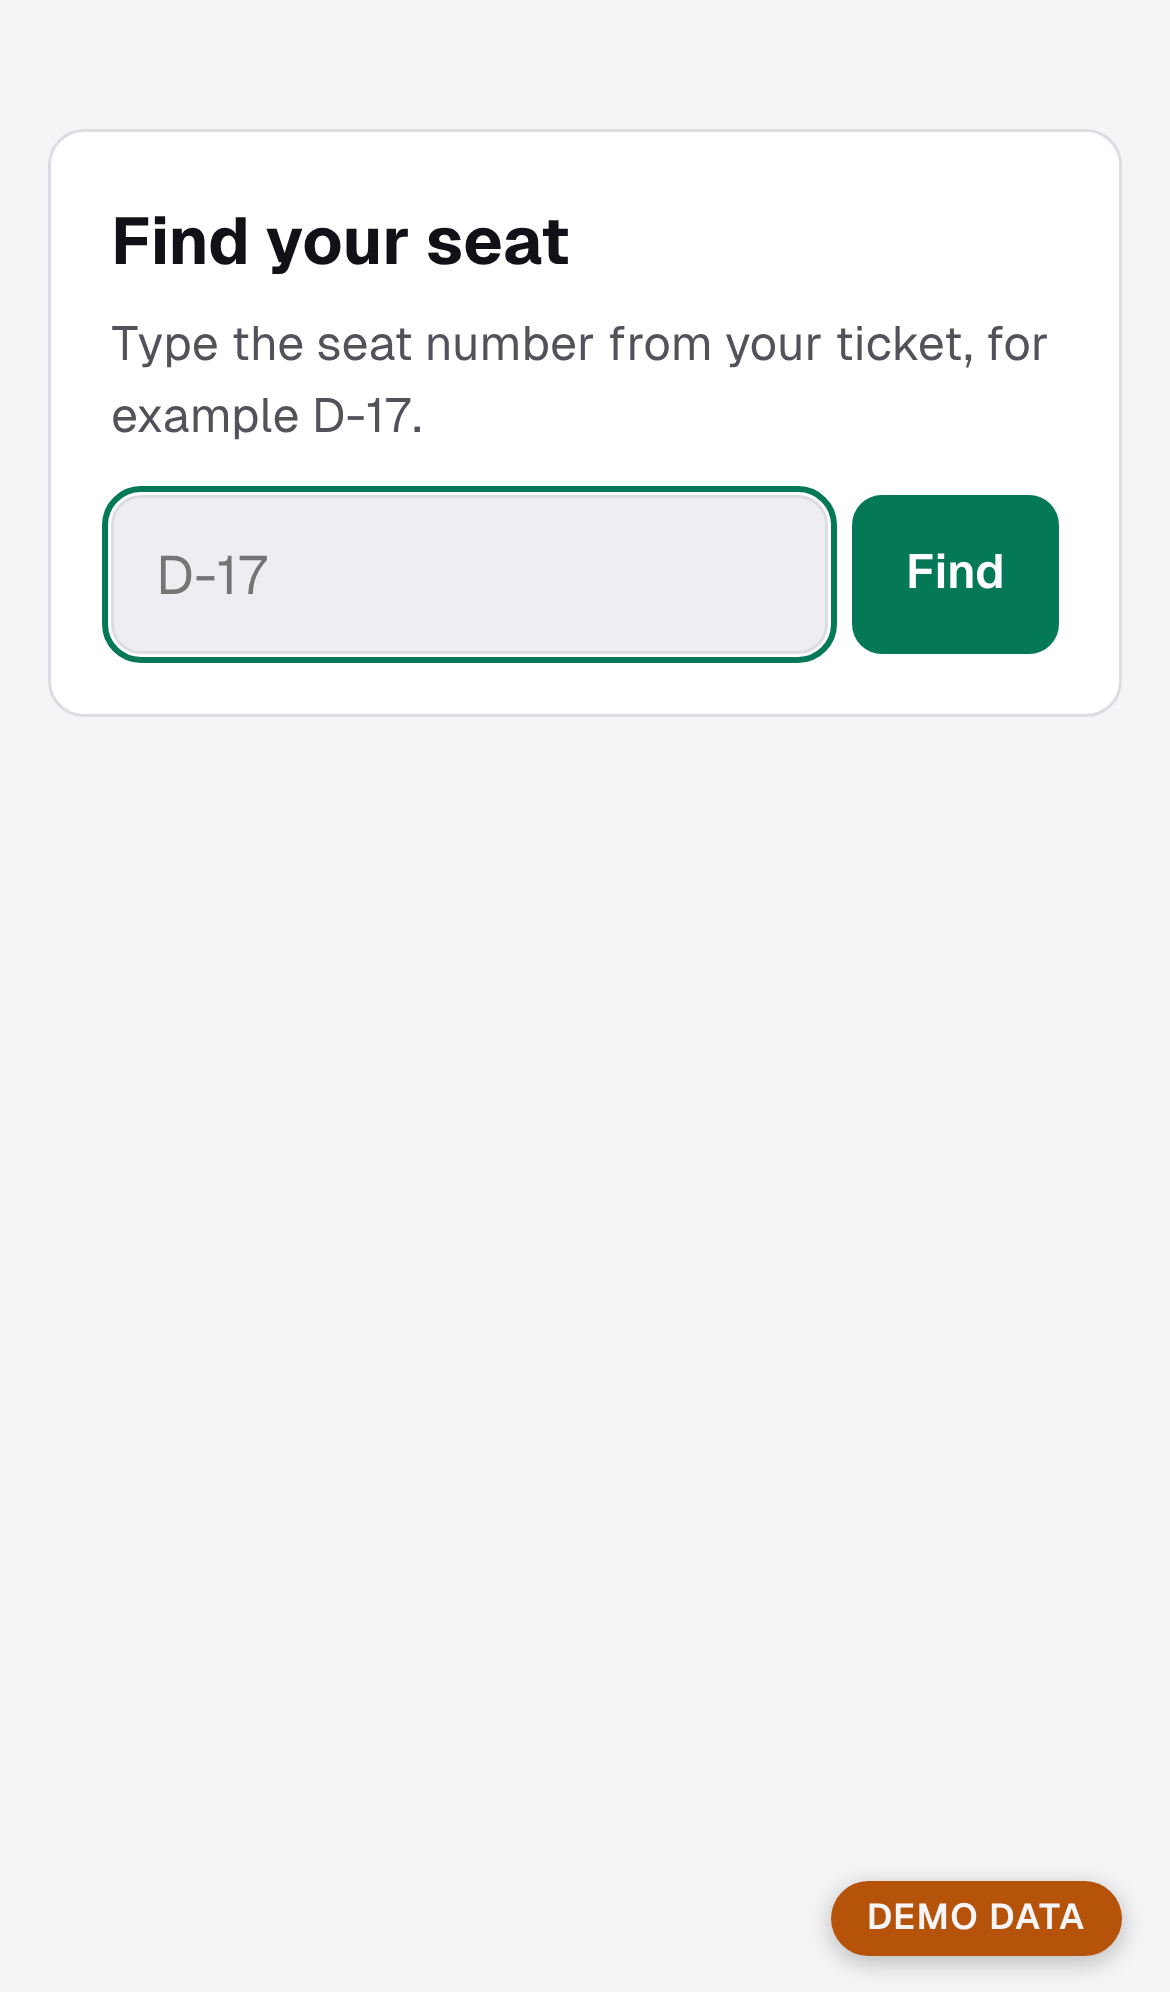 Find your seat
Type the seat number from your ticket, for
example D-17.
D-17
Find
DEMO DATA